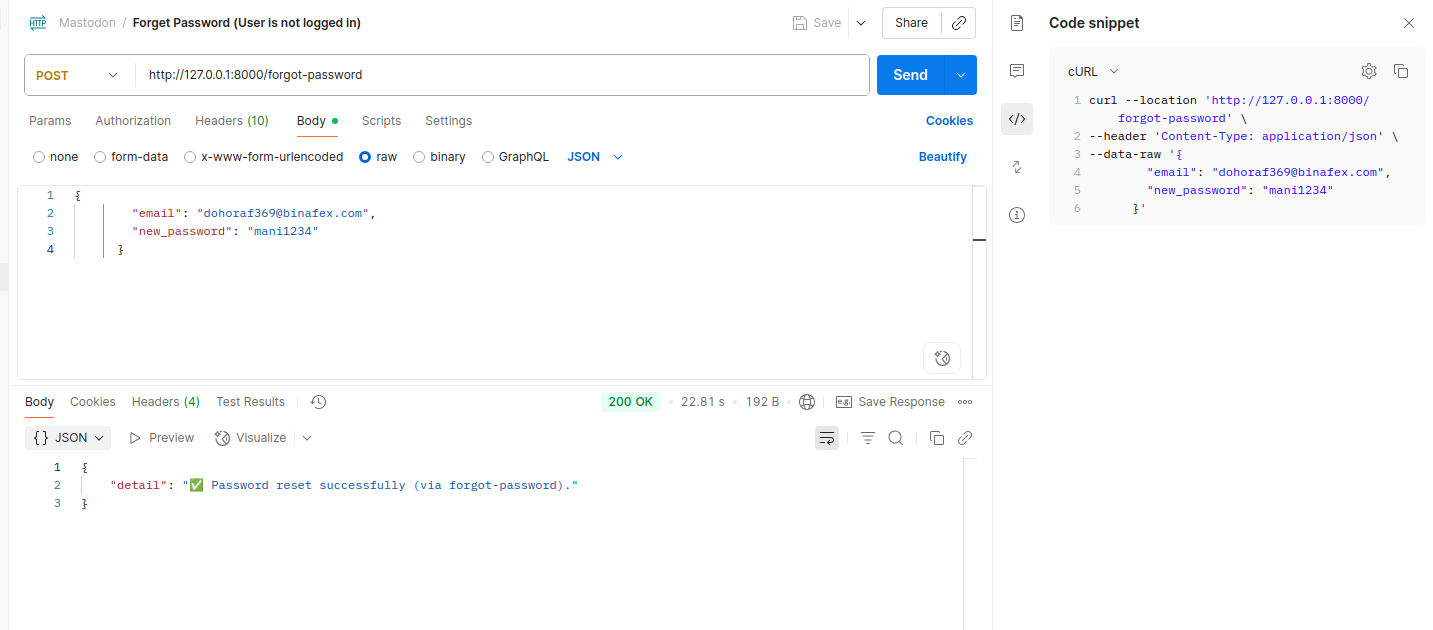 HTTP Mastodon / Forget Password (User is not logged in) Save Share
POST http://127.0.0.1:8000/forgot-password Send
Params Authorization Headers (10) Body Scripts Settings Cookies
none form-data x-www-form-urlencoded raw binary GraphQL JSON Beautify
1 {
2 "email": "dohoraf369@binafex.com",
3 "new_password": "mani1234"
4 }
Body Cookies Headers (4) Test Results 200 OK 22.81 s 192 B e.g. Save Response
{} JSON Preview Visualize
1 {
2 "detail": "✅ Password reset successfully (via forgot-password)."
3 }
Code snippet
cURL
1 curl --location 'http://127.0.0.1:8000/
forgot-password' \
2 --header 'Content-Type: application/json' \
3 --data-raw '{
4 "email": "dohoraf369@binafex.com",
5 "new_password": "mani1234"
6 }'